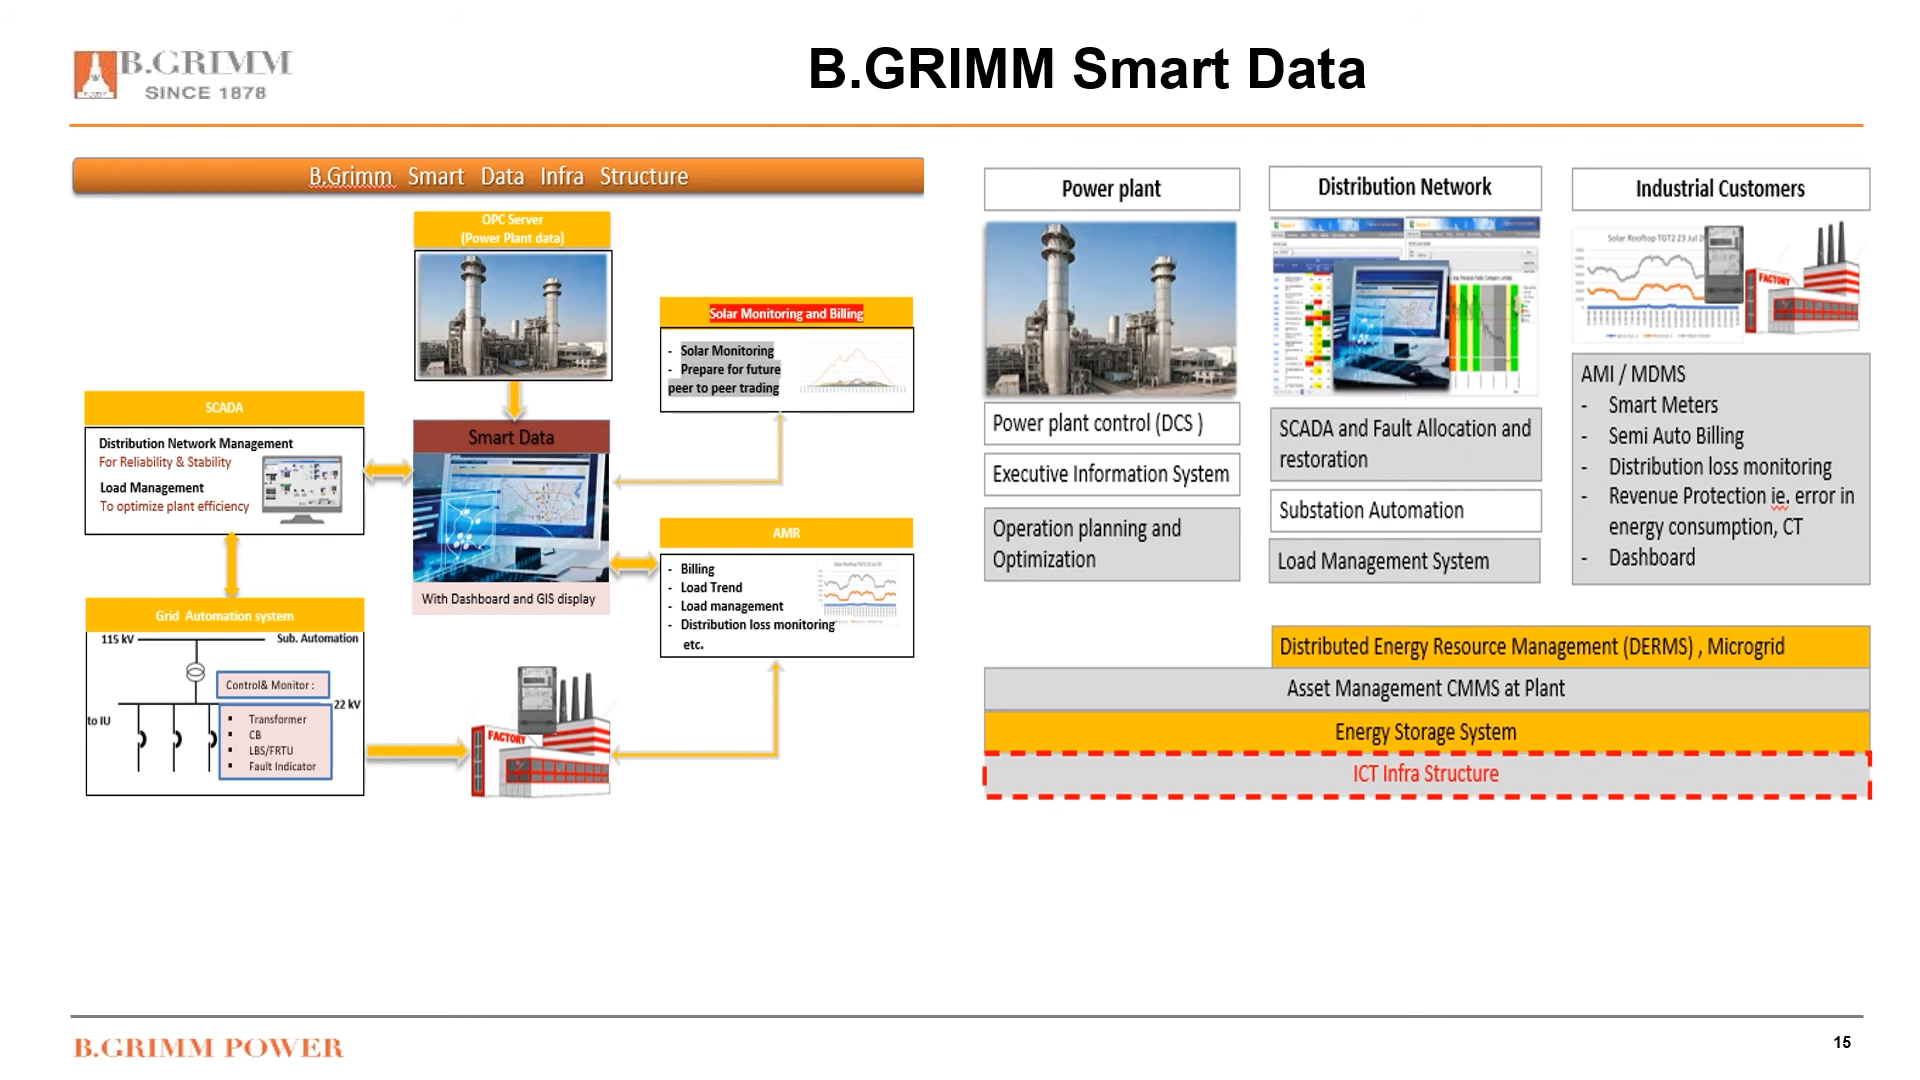 B.GRIMM
SINCE 1878
B.GRIMM Smart Data
B.Grimm Smart Data Infra Structure
OPC Server
(Power Plant data)
Solar Monitoring and Billing
- Solar Monitoring
- Prepare for future
peer to peer trading
SCADA
Distribution Network Management
For Reliability & Stability
Load Management
To optimize plant efficiency
Smart Data
With Dashboard and GIS display
AMR
- Billing
- Load Trend
- Load management
- Distribution loss monitoring
etc.
Grid Automation system
115 kV
Sub. Automation
Control& Monitor :
22 kV
to IU
▪ Transformer
▪ CB
▪ LBS/FRTU
▪ Fault Indicator
FACTORY
Power plant
Power plant control (DCS )
Executive Information System
Operation planning and
Optimization
Distribution Network
SCADA and Fault Allocation and
restoration
Substation Automation
Load Management System
Industrial Customers
Solar Rooftop TGT2 23 Jul
FACTORY
AMI / MDMS
- Smart Meters
- Semi Auto Billing
- Distribution loss monitoring
- Revenue Protection ie. error in
energy consumption, CT
- Dashboard
Distributed Energy Resource Management (DERMS) , Microgrid
Asset Management CMMS at Plant
Energy Storage System
ICT Infra Structure
B.GRIMM POWER
15